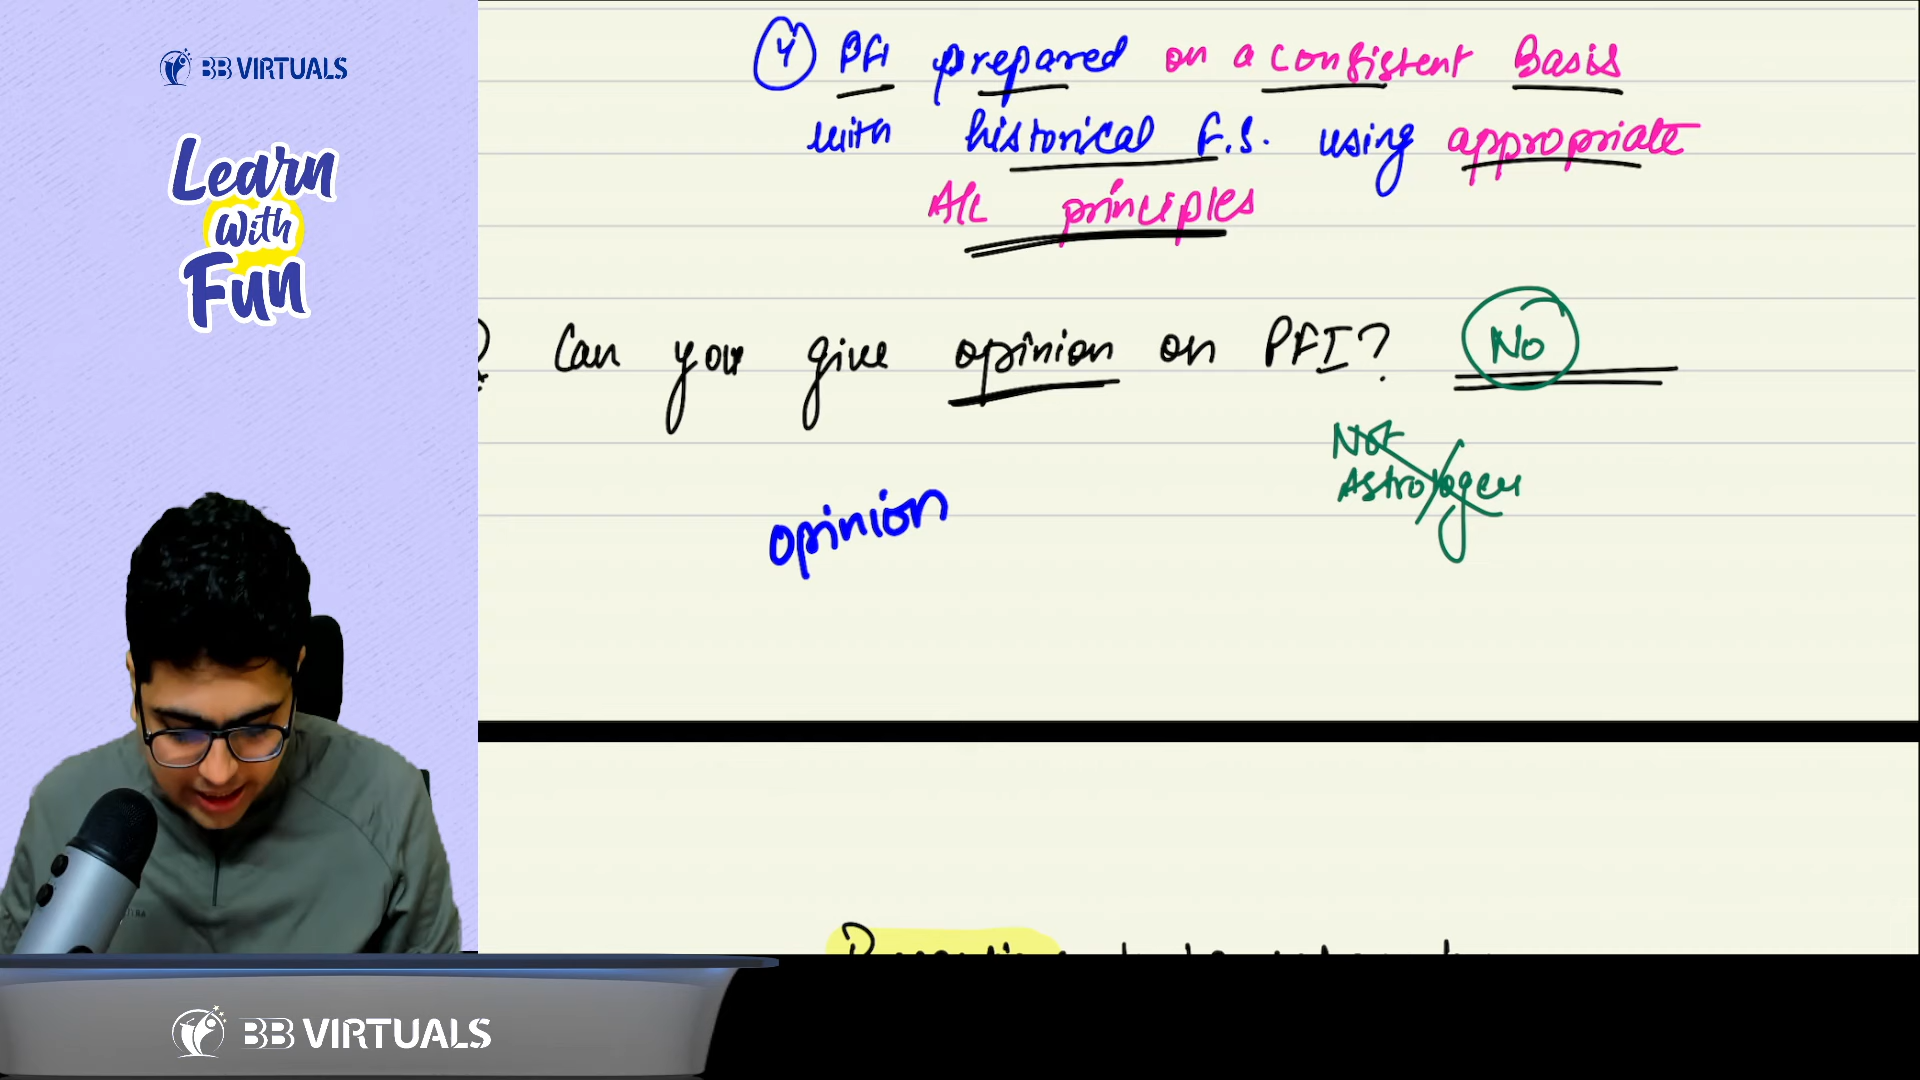 BB VIRTUALS
Learn
With
Fun
4 PFI prepared on a consistent Basis
with historical F.S. using appropriate
A/c principles
Can you give opinion on PFI? No
Not
Astrologer
opinion
BB VIRTUALS